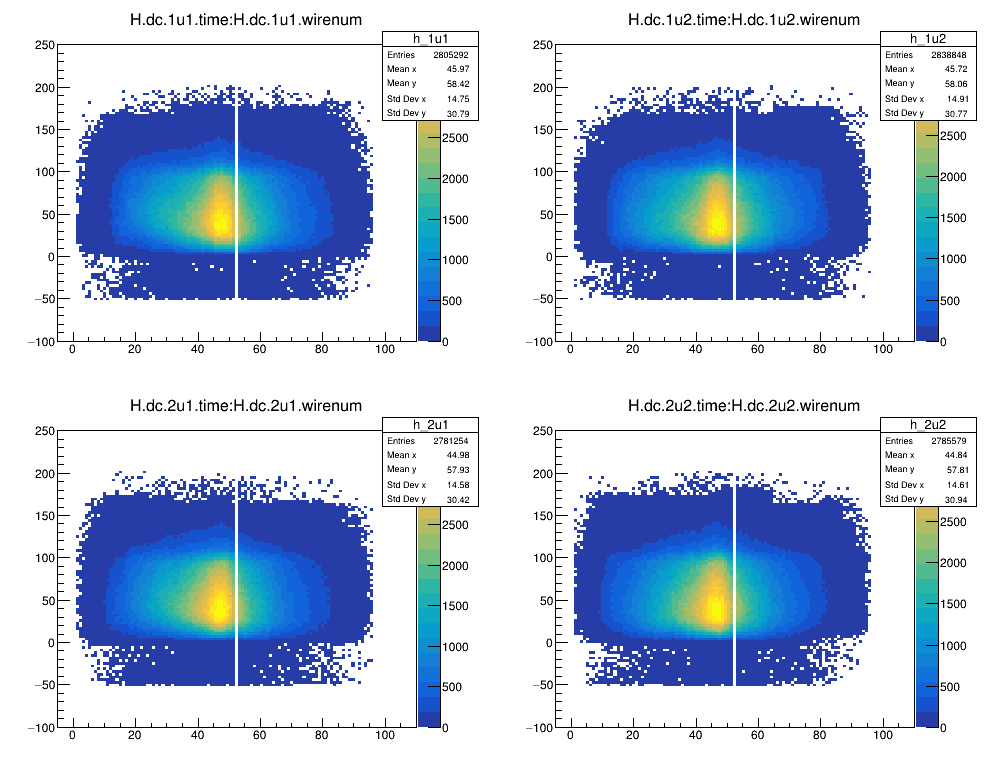 H.dc.1u1.time:H.dc.1u1.wirenum
h_1u1
Entries 2805292
Mean x 45.97
Mean y 58.42
Std Dev x 14.75
Std Dev y 30.79
250
200
150
100
50
0
−50
−100
0 20 40 60 80 100
2500
2000
1500
1000
500
0
H.dc.1u2.time:H.dc.1u2.wirenum
h_1u2
Entries 2838848
Mean x 45.72
Mean y 58.06
Std Dev x 14.91
Std Dev y 30.77
250
200
150
100
50
0
−50
−100
0 20 40 60 80 100
2500
2000
1500
1000
500
0
H.dc.2u1.time:H.dc.2u1.wirenum
h_2u1
Entries 2781254
Mean x 44.98
Mean y 57.93
Std Dev x 14.58
Std Dev y 30.42
250
200
150
100
50
0
−50
−100
0 20 40 60 80 100
2500
2000
1500
1000
500
0
H.dc.2u2.time:H.dc.2u2.wirenum
h_2u2
Entries 2785579
Mean x 44.84
Mean y 57.81
Std Dev x 14.61
Std Dev y 30.94
250
200
150
100
50
0
−50
−100
0 20 40 60 80 100
2500
2000
1500
1000
500
0